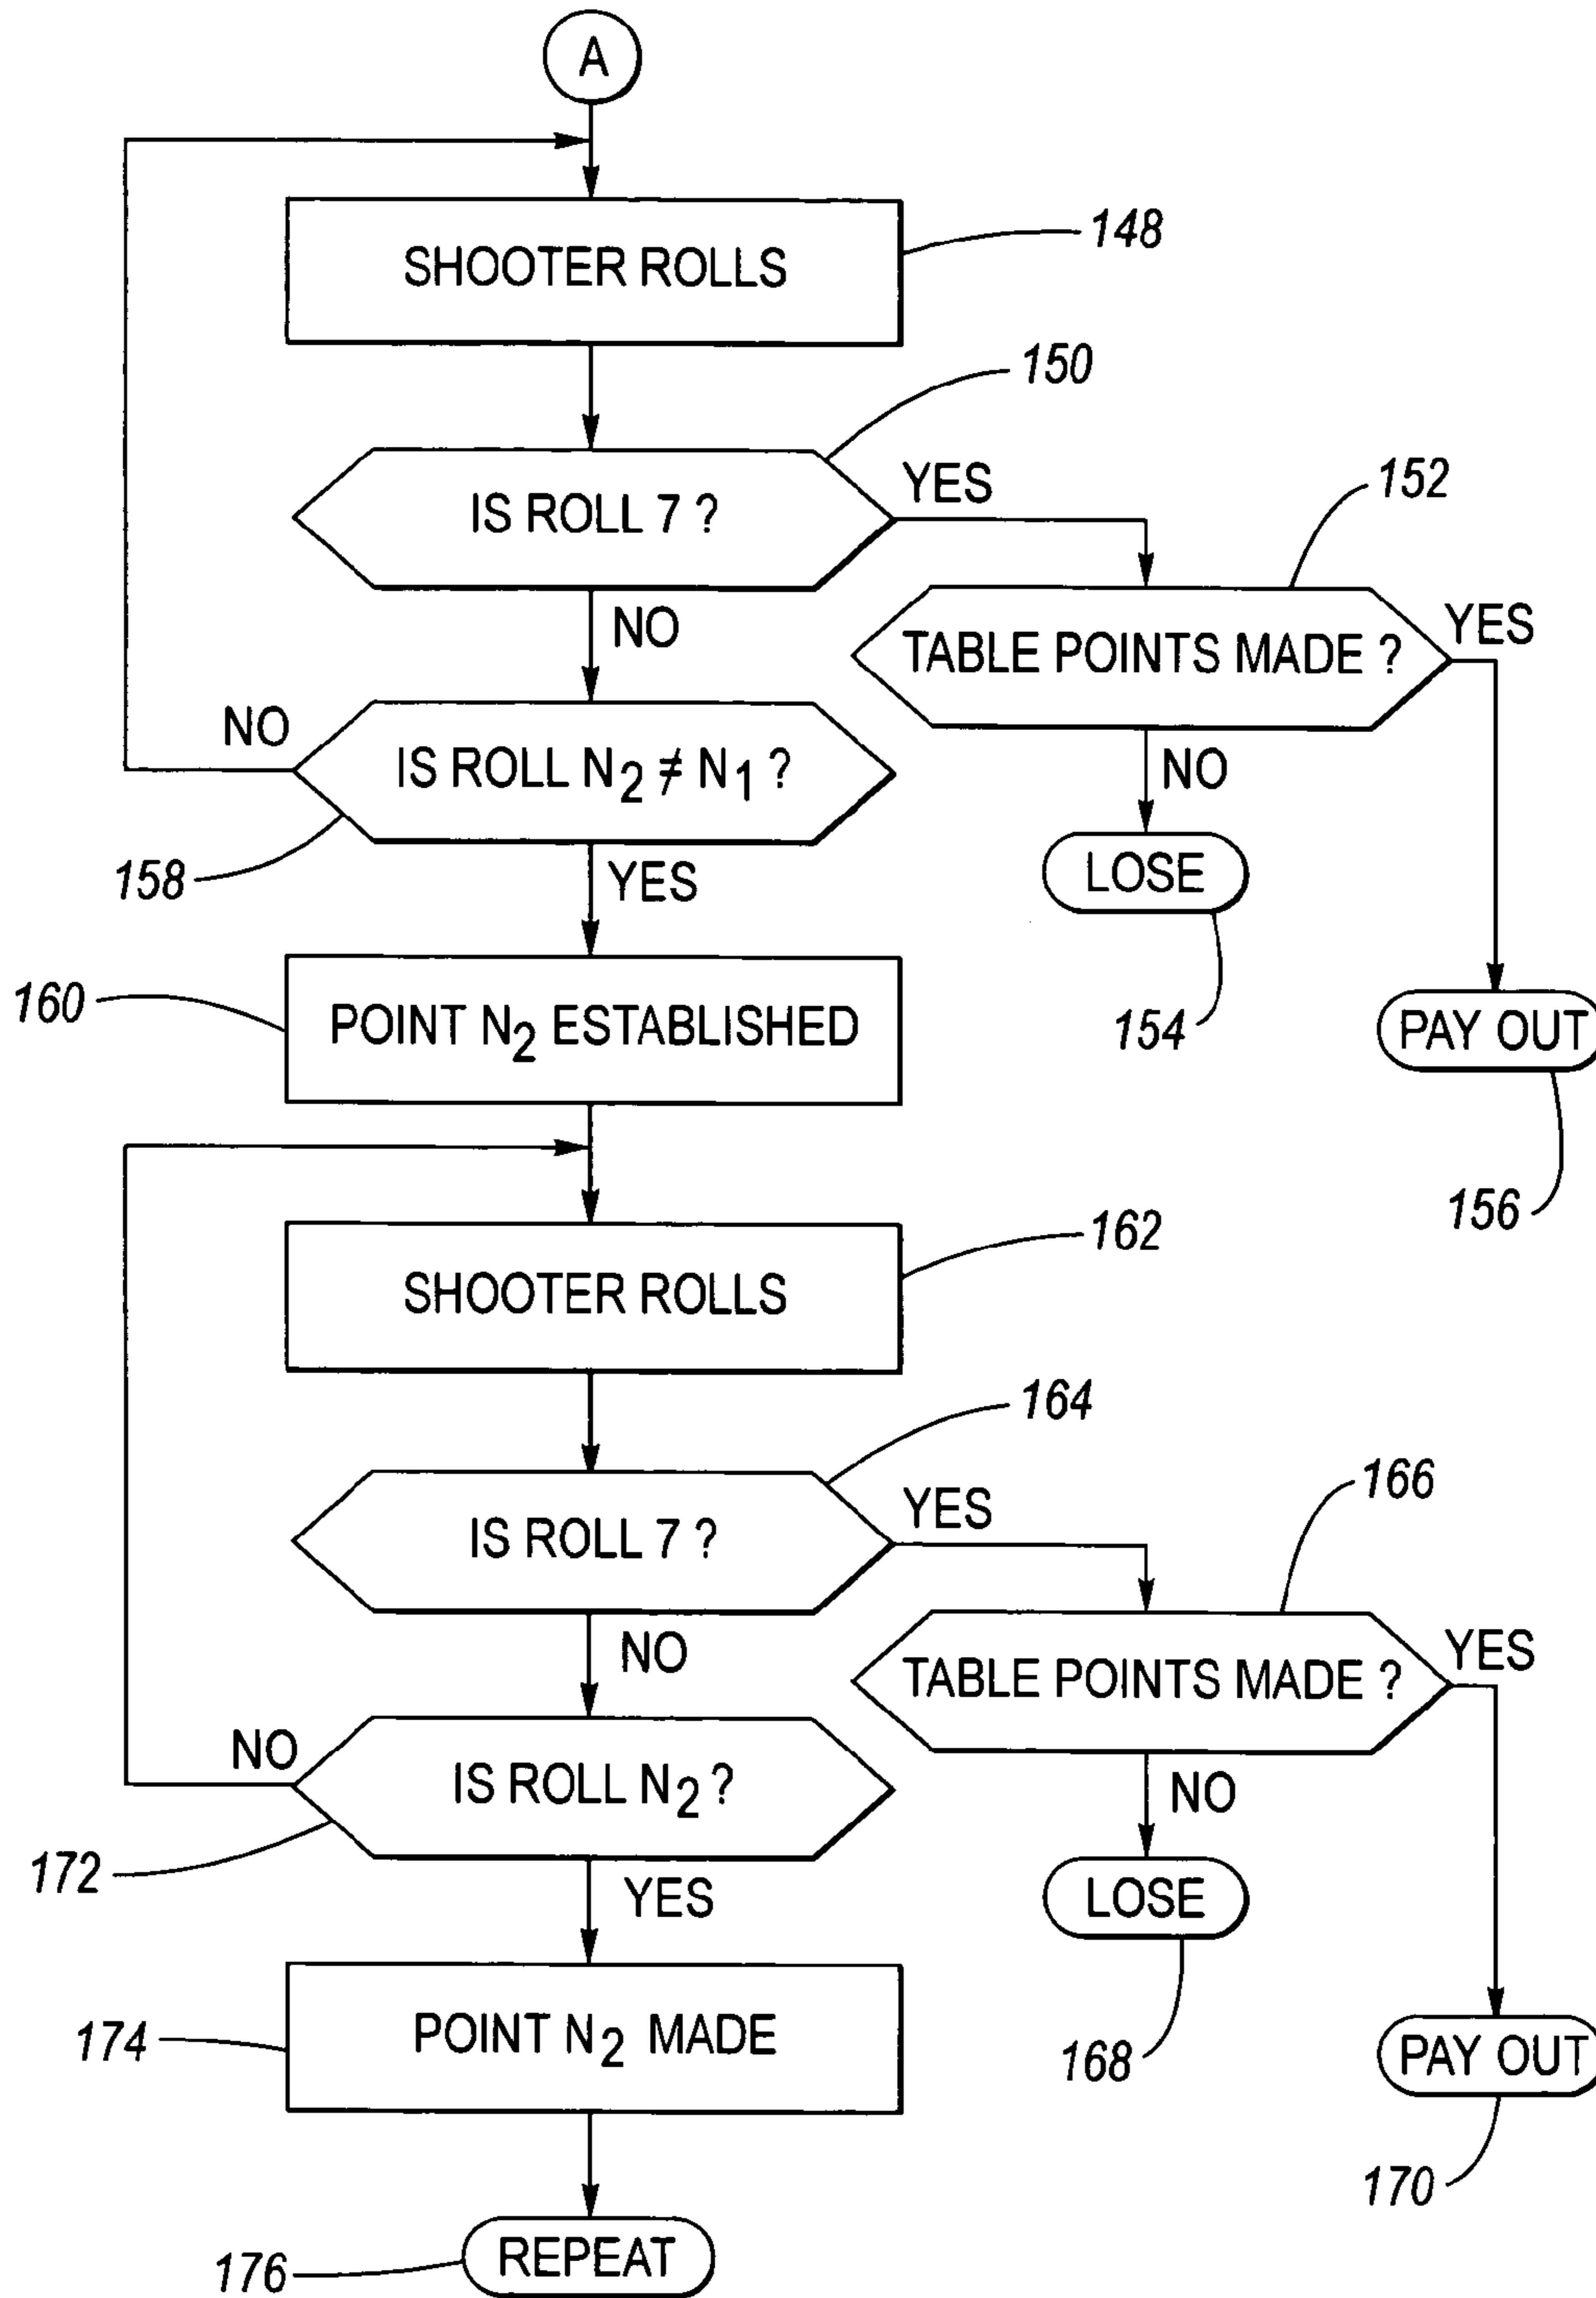 A
SHOOTER ROLLS
148
IS ROLL 7 ?
150
YES
NO
TABLE POINTS MADE ?
152
YES
NO
LOSE
154
PAY OUT
156
IS ROLL N2 ≠ N1 ?
NO
158
YES
POINT N2 ESTABLISHED
160
SHOOTER ROLLS
162
IS ROLL 7 ?
164
YES
NO
TABLE POINTS MADE ?
166
YES
NO
LOSE
168
PAY OUT
170
IS ROLL N2 ?
NO
172
YES
POINT N2 MADE
174
REPEAT
176